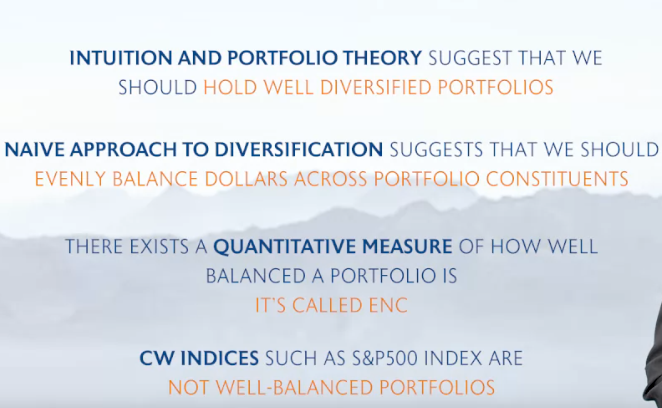 INTUITION AND PORTFOLIO THEORY SUGGEST THAT WE
SHOULD HOLD WELL DIVERSIFIED PORTFOLIOS
NAIVE APPROACH TO DIVERSIFICATION SUGGESTS THAT WE SHOULD
EVENLY BALANCE DOLLARS ACROSS PORTFOLIO CONSTITUENTS
THERE EXISTS A QUANTITATIVE MEASURE OF HOW WELL
BALANCED A PORTFOLIO IS
IT'S CALLED ENC
CW INDICES SUCH AS S&P500 INDEX ARE
NOT WELL-BALANCED PORTFOLIOS